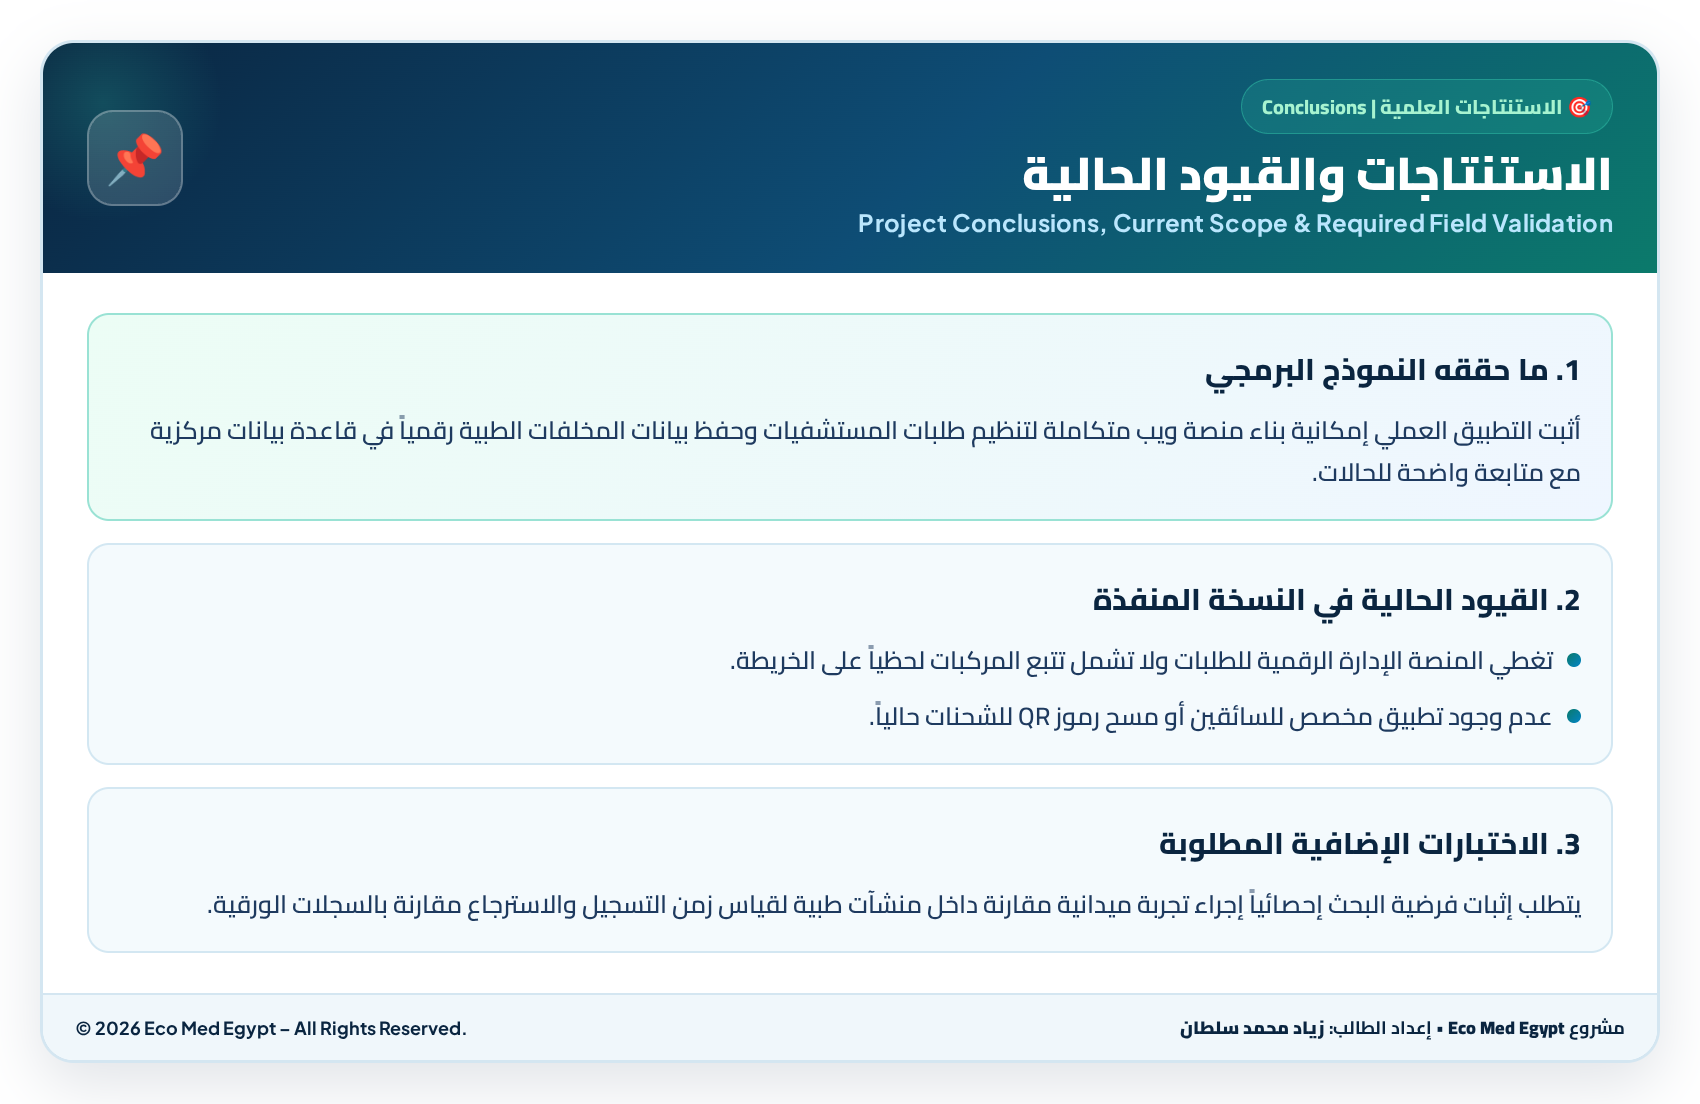 🎯 الاستنتاجات العلمية | Conclusions
الاستنتاجات والقيود الحالية
Project Conclusions, Current Scope & Required Field Validation
1. ما حققه النموذج البرمجي
أثبت التطبيق العملي إمكانية بناء منصة ويب متكاملة لتنظيم طلبات المستشفيات وحفظ بيانات المخلفات الطبية رقمياً في قاعدة بيانات مركزية
مع متابعة واضحة للحالات.
2. القيود الحالية في النسخة المنفذة
تغطي المنصة الإدارة الرقمية للطلبات ولا تشمل تتبع المركبات لحظياً على الخريطة.
عدم وجود تطبيق مخصص للسائقين أو مسح رموز QR للشحنات حالياً.
3. الاختبارات الإضافية المطلوبة
يتطلب إثبات فرضية البحث إحصائياً إجراء تجربة ميدانية مقارنة داخل منشآت طبية لقياس زمن التسجيل والاسترجاع مقارنة بالسجلات الورقية.
مشروع Eco Med Egypt • إعداد الطالب: زياد محمد سلطان
© 2026 Eco Med Egypt – All Rights Reserved.